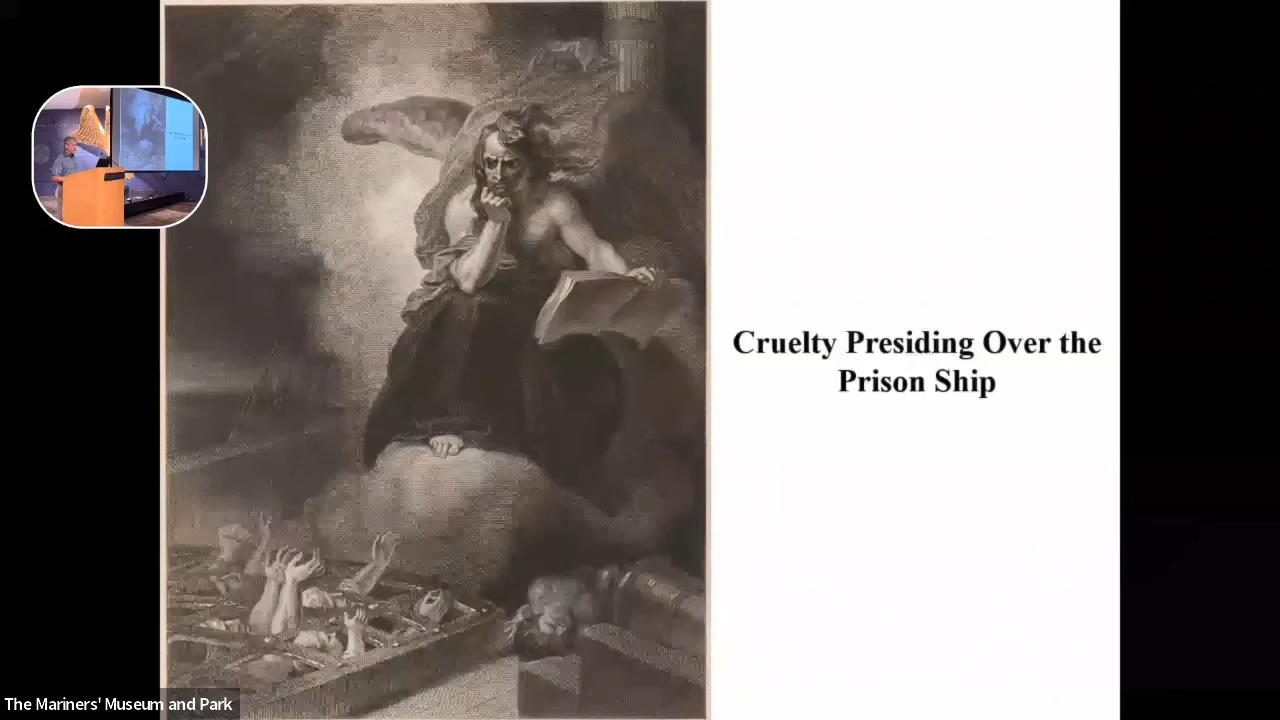 Cruelty Presiding Over the
Prison Ship
The Mariners' Museum and Park